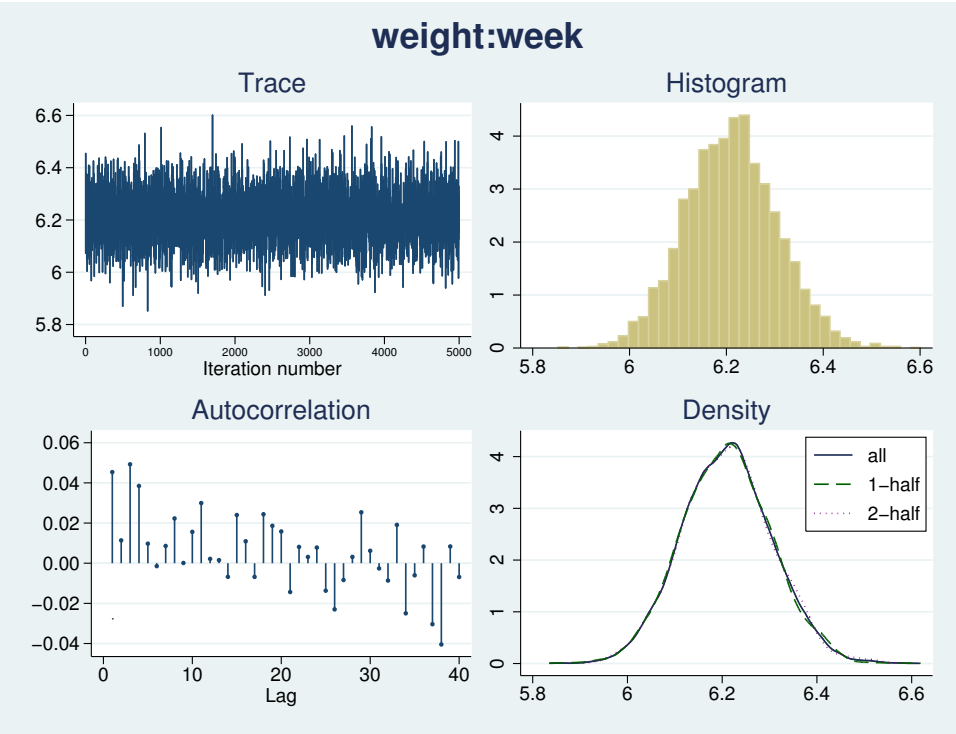 weight:week
Trace
6.6
6.4
6.2
6
5.8
0 1000 2000 3000 4000 5000
Iteration number
Histogram
4
3
2
1
0
5.8 6 6.2 6.4 6.6
Autocorrelation
0.06
0.04
0.02
0.00
−0.02
−0.04
0 10 20 30 40
Lag
Density
4
3
2
1
0
5.8 6 6.2 6.4 6.6
all
1−half
2−half